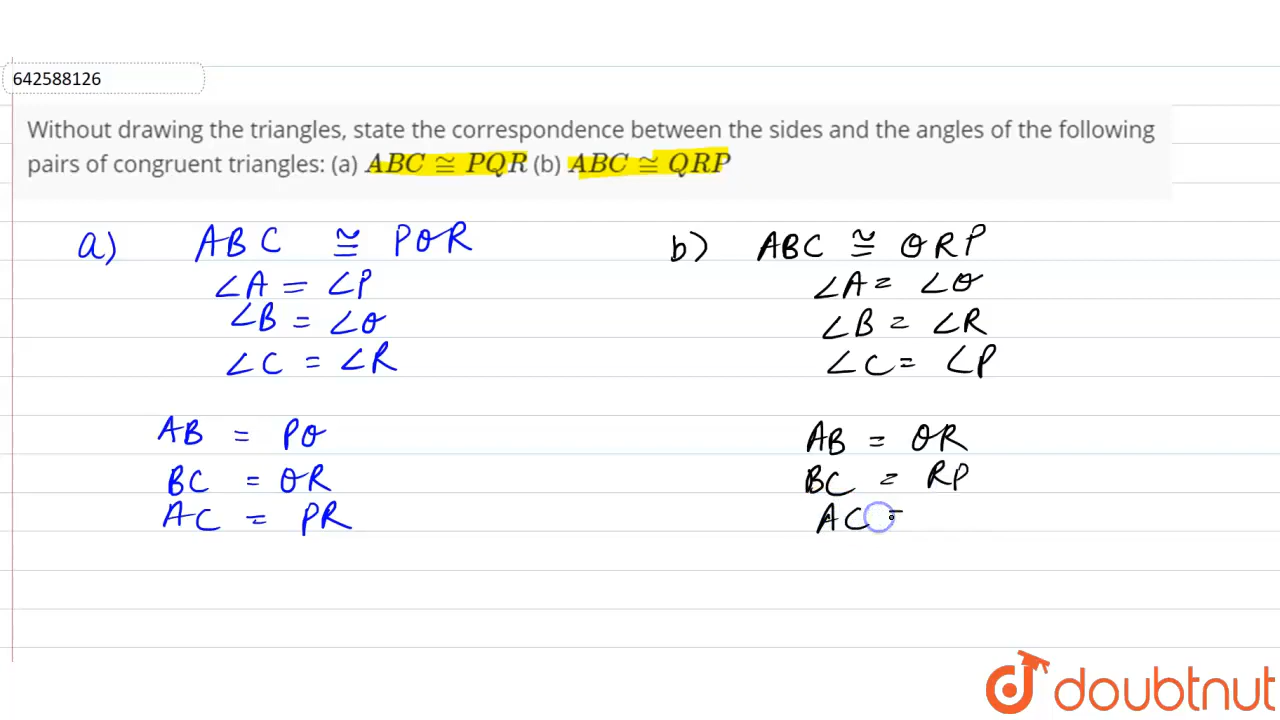 642588126
Without drawing the triangles, state the correspondence between the sides and the angles of the following
pairs of congruent triangles: (a) ABC ≅ PQR (b) ABC ≅ QRP
a) ABC ≅ PQR
∠A = ∠P
∠B = ∠Q
∠C = ∠R
AB = PQ
BC = QR
AC = PR
b) ABC ≅ QRP
∠A = ∠Q
∠B = ∠R
∠C = ∠P
AB = QR
BC = RP
AC =
doubtnut